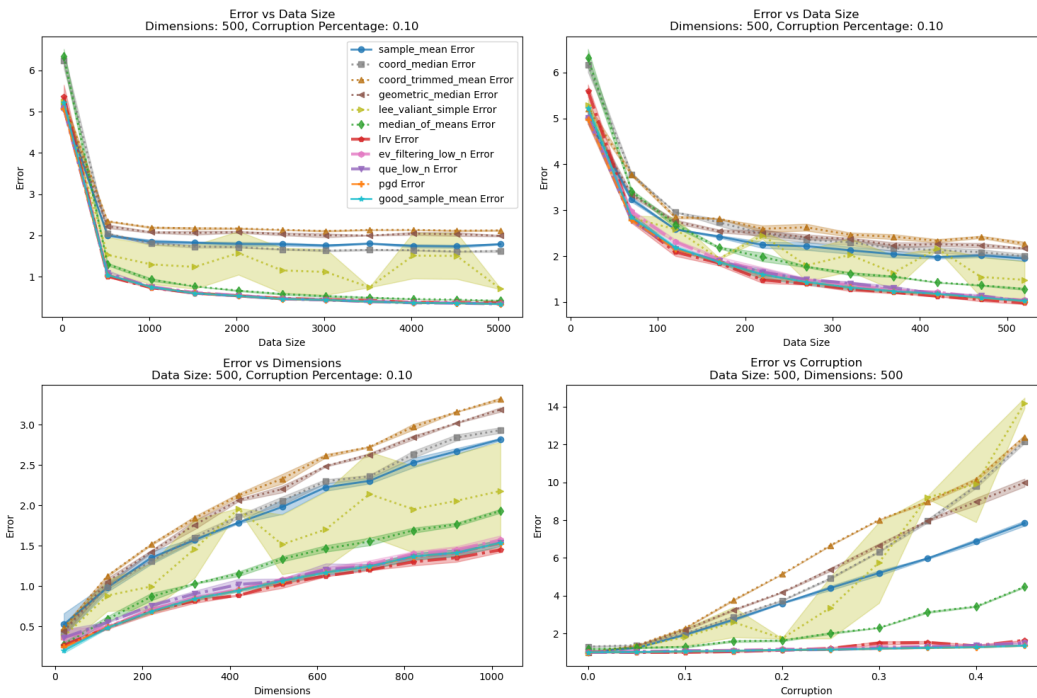 Error vs Data Size
Dimensions: 500, Corruption Percentage: 0.10
sample_mean Error
coord_median Error
coord_trimmed_mean Error
geometric_median Error
lee_valiant_simple Error
median_of_means Error
lrv Error
ev_filtering_low_n Error
que_low_n Error
pgd Error
good_sample_mean Error
Error
6
5
4
3
2
1
0
1000
2000
3000
4000
5000
Data Size
Error vs Data Size
Dimensions: 500, Corruption Percentage: 0.10
Error
6
5
4
3
2
1
0
100
200
300
400
500
Data Size
Error vs Dimensions
Data Size: 500, Corruption Percentage: 0.10
Error
3.0
2.5
2.0
1.5
1.0
0.5
0
200
400
600
800
1000
Dimensions
Error vs Corruption
Data Size: 500, Dimensions: 500
Error
14
12
10
8
6
4
2
0.0
0.1
0.2
0.3
0.4
Corruption